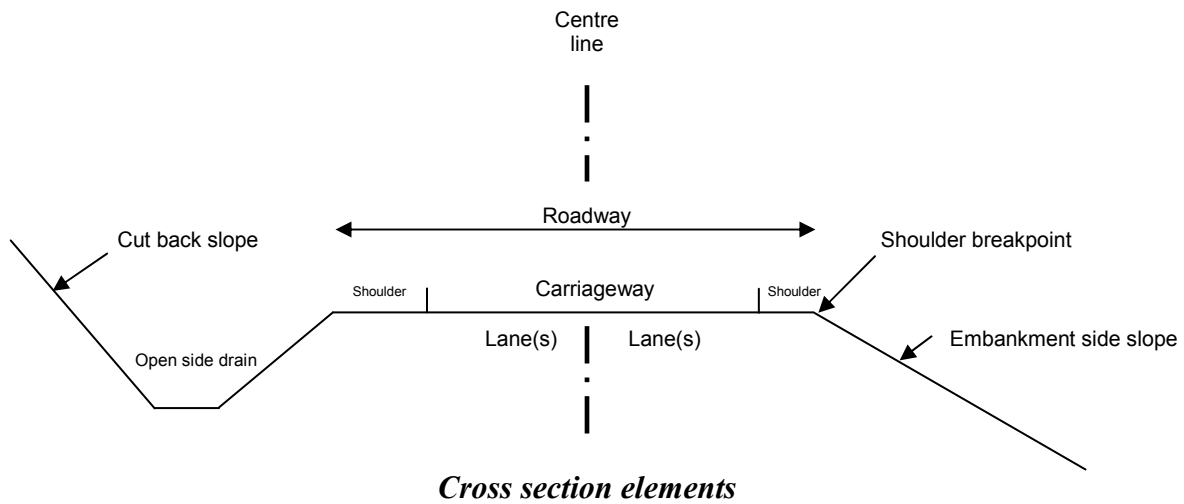 Centre
line
Roadway
Cut back slope
Shoulder breakpoint
Shoulder
Carriageway
Shoulder
Lane(s)
Lane(s)
Embankment side slope
Open side drain
Cross section elements